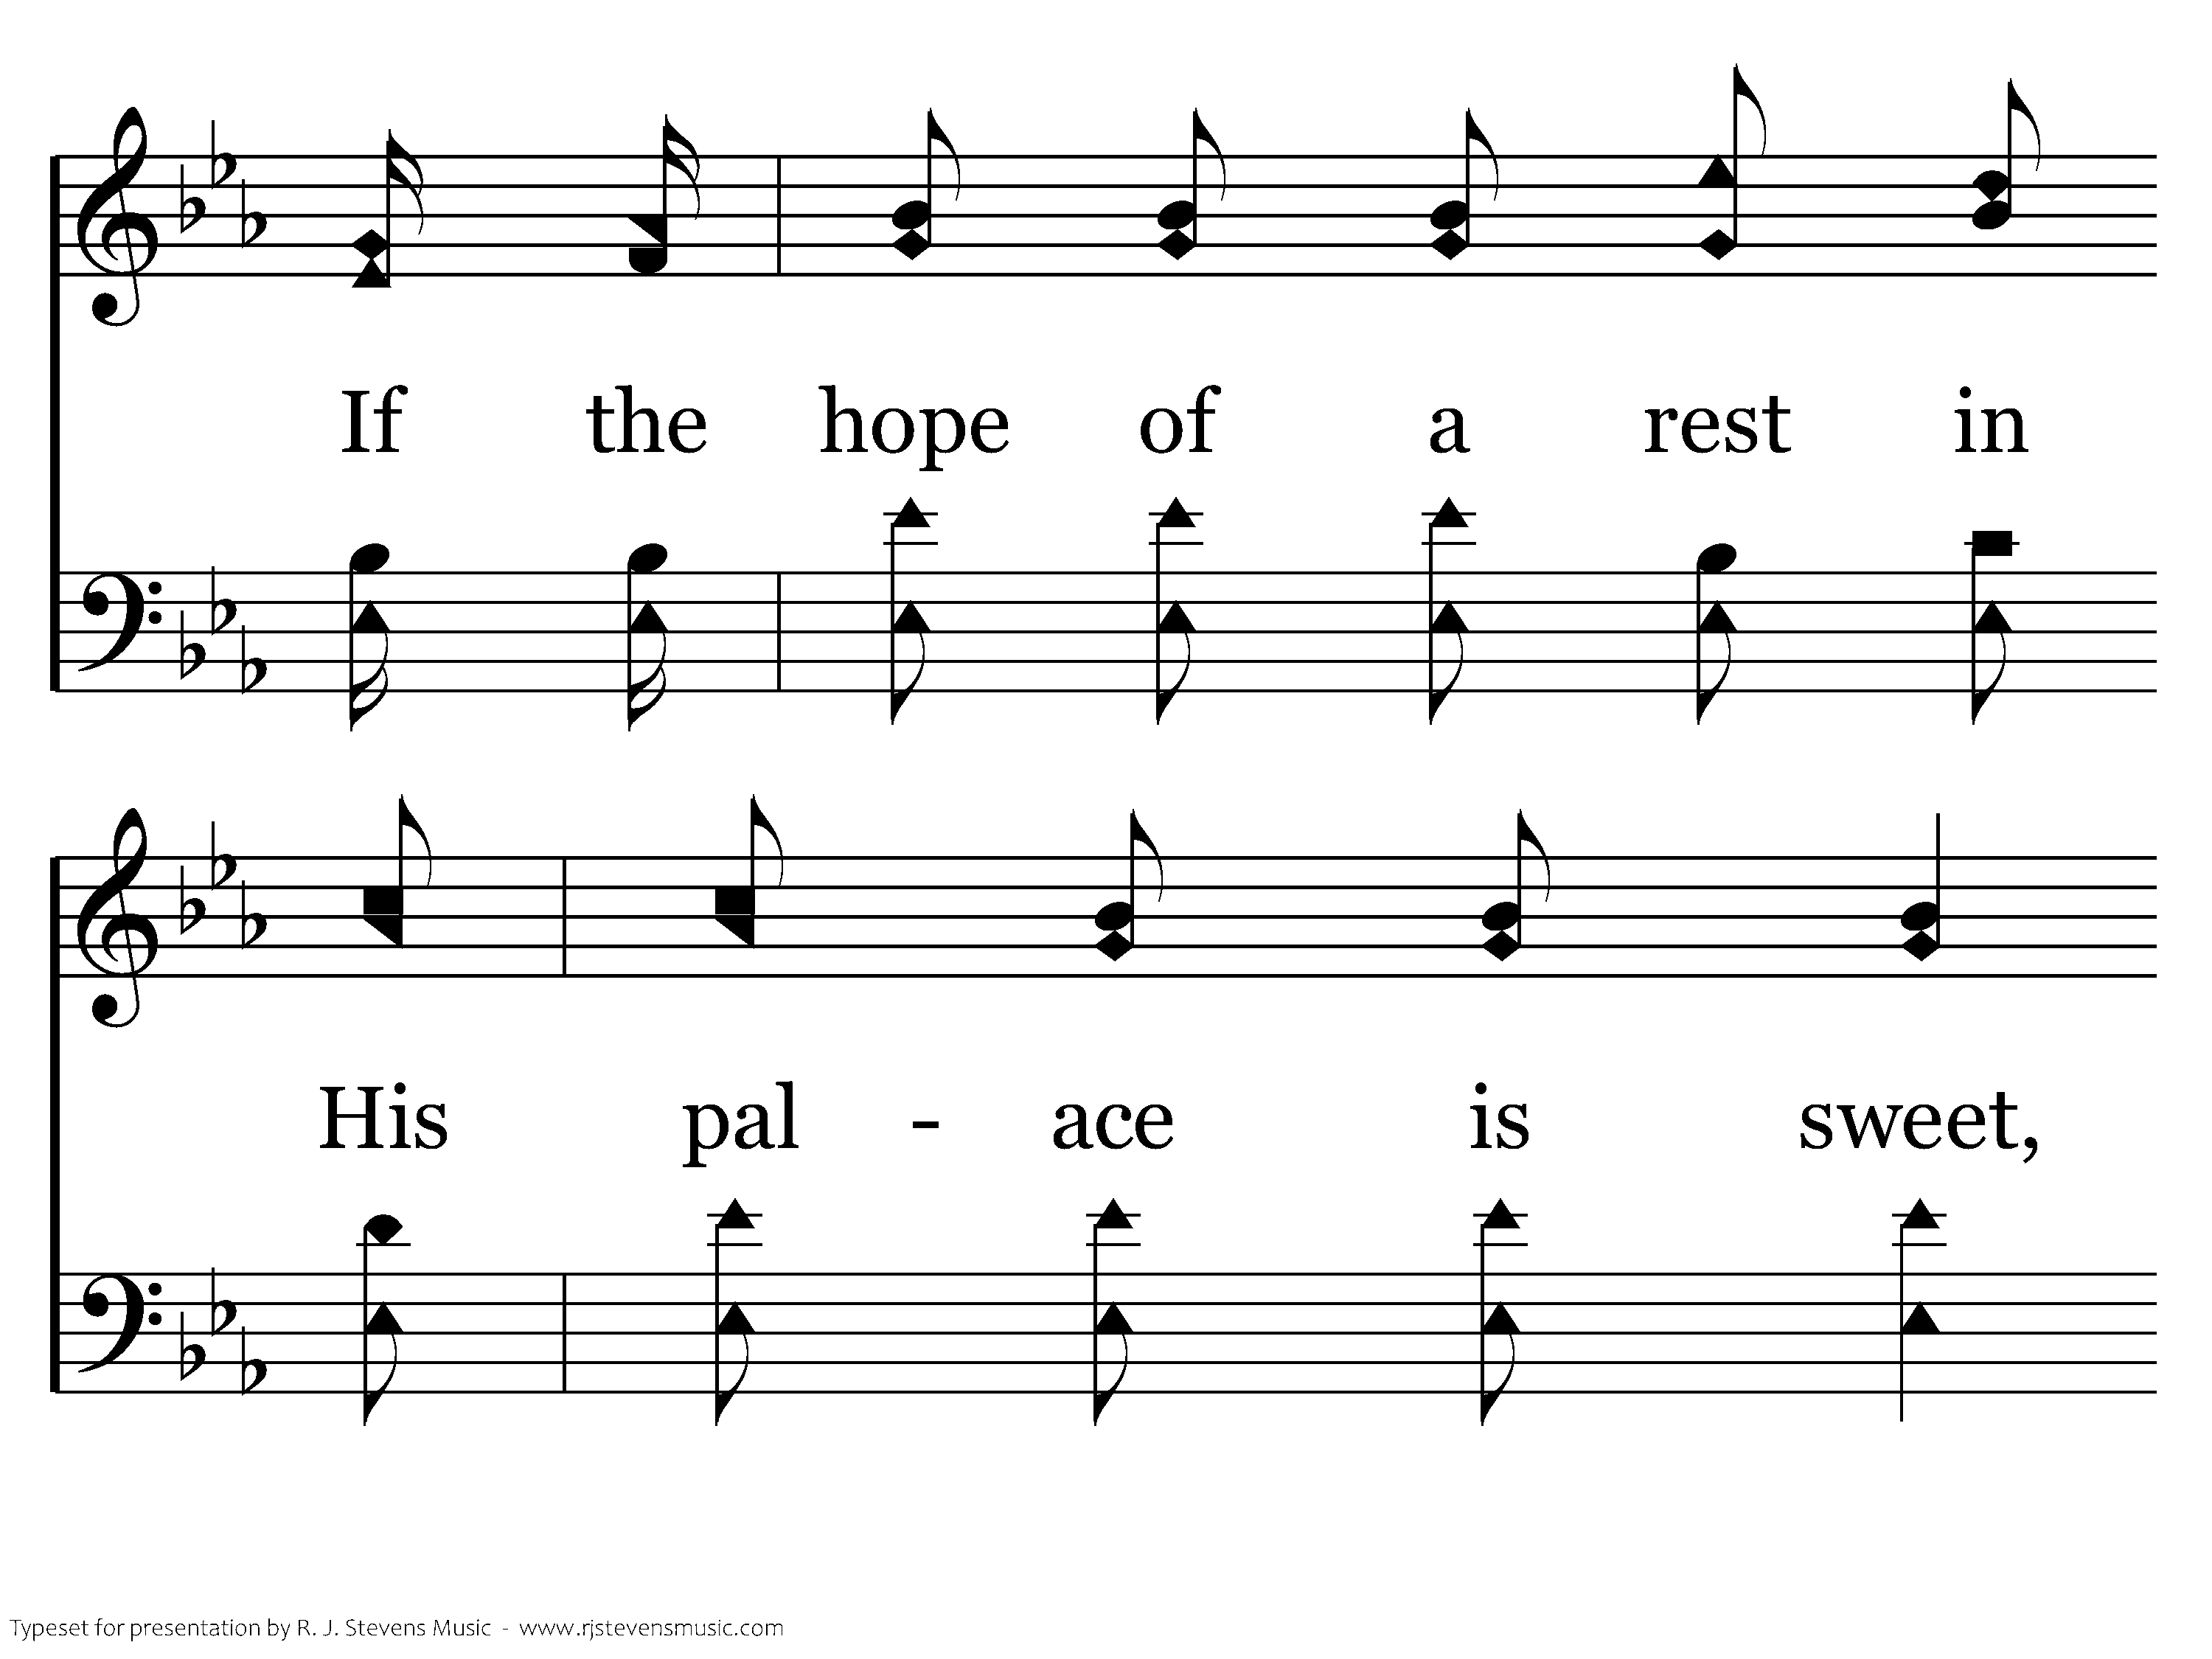 If the hope of a rest in
His pal - ace is sweet,
Typeset for presentation by R. J. Stevens Music - www.rjstevensmusic.com